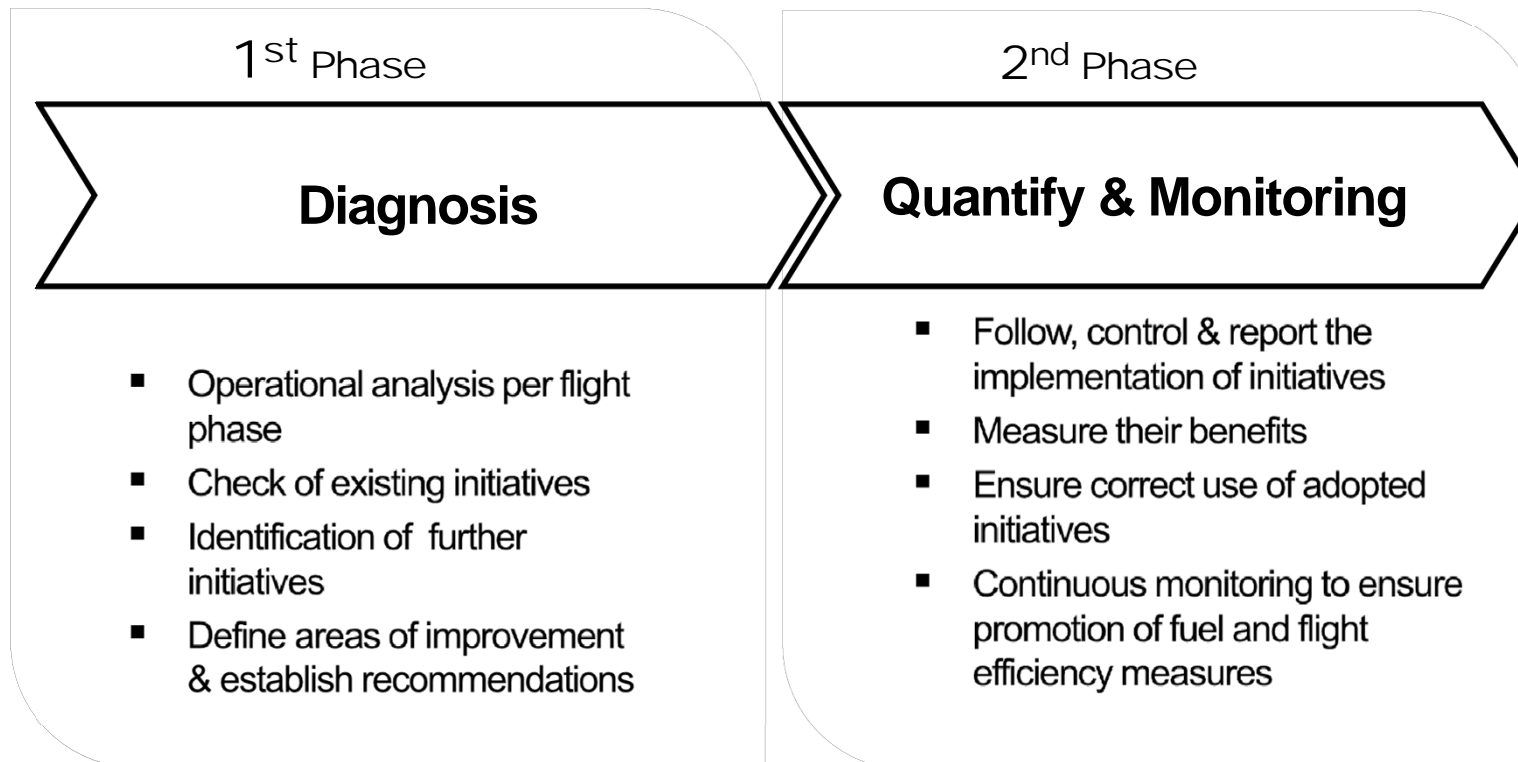 1st Phase
Diagnosis
▪ Operational analysis per flight
phase
▪ Check of existing initiatives
▪ Identification of further
initiatives
▪ Define areas of improvement
& establish recommendations
2nd Phase
Quantify & Monitoring
▪ Follow, control & report the
implementation of initiatives
▪ Measure their benefits
▪ Ensure correct use of adopted
initiatives
▪ Continuous monitoring to ensure
promotion of fuel and flight
efficiency measures